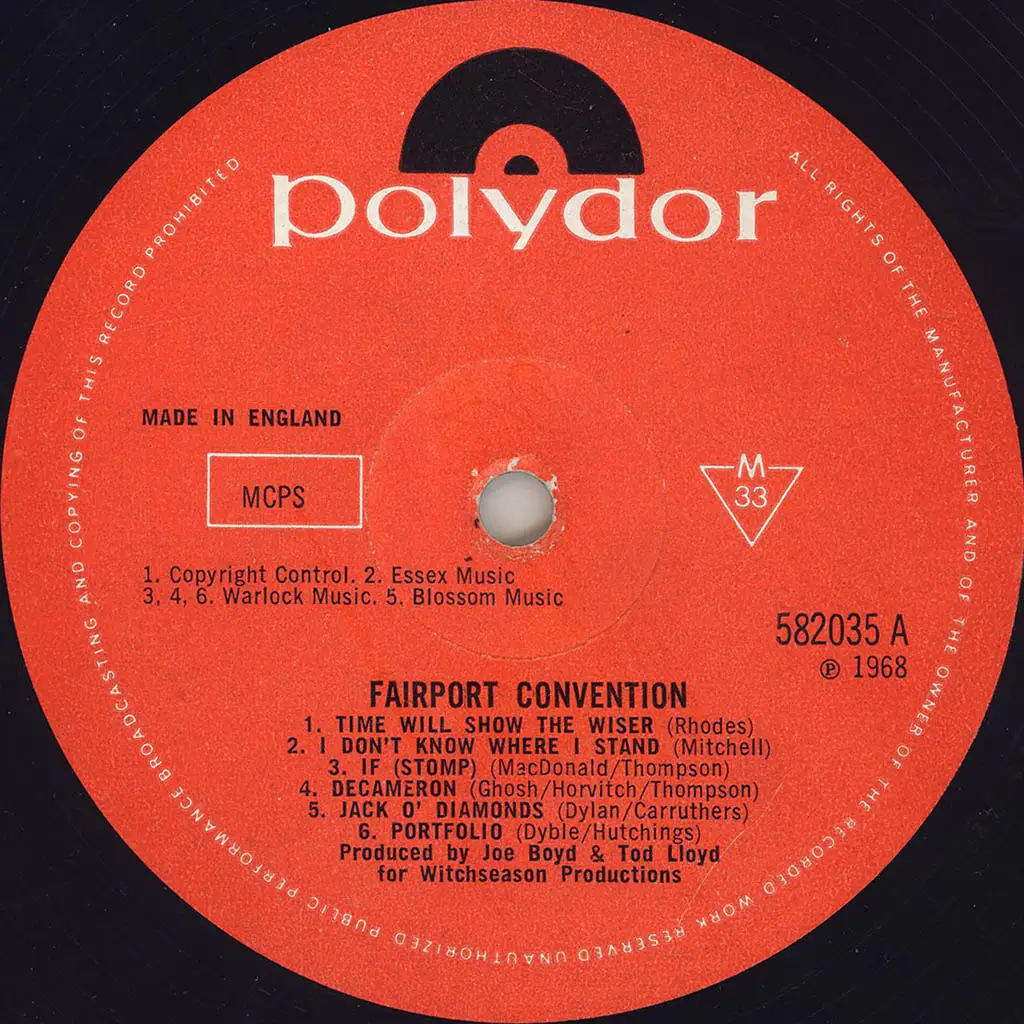 polydor
ALL RIGHTS OF THE MANUFACTURER AND OF THE OWNER OF THE RECORDED WORK RESERVED UNAUTHORIZED PUBLIC PERFORMANCE BROADCASTING AND COPYING OF THIS RECORD PROHIBITED
MADE IN ENGLAND
MCPS
M
33
1. Copyright Control. 2. Essex Music
3, 4, 6. Warlock Music. 5. Blossom Music
582035 A
℗ 1968
FAIRPORT CONVENTION
1. TIME WILL SHOW THE WISER (Rhodes)
2. I DON'T KNOW WHERE I STAND (Mitchell)
3. IF (STOMP) (MacDonald/Thompson)
4. DECAMERON (Ghosh/Horvitch/Thompson)
5. JACK O' DIAMONDS (Dylan/Carruthers)
6. PORTFOLIO (Dyble/Hutchings)
Produced by Joe Boyd & Tod Lloyd
for Witchseason Productions